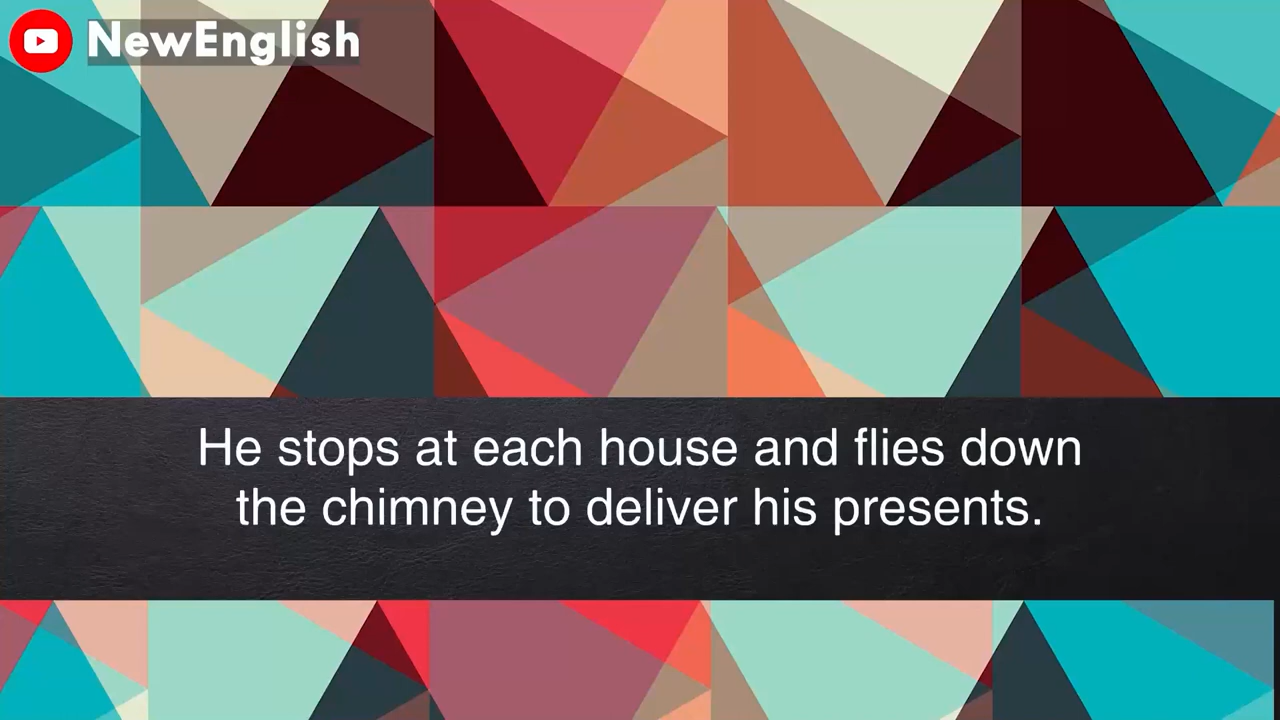 NewEnglish
He stops at each house and flies down
the chimney to deliver his presents.